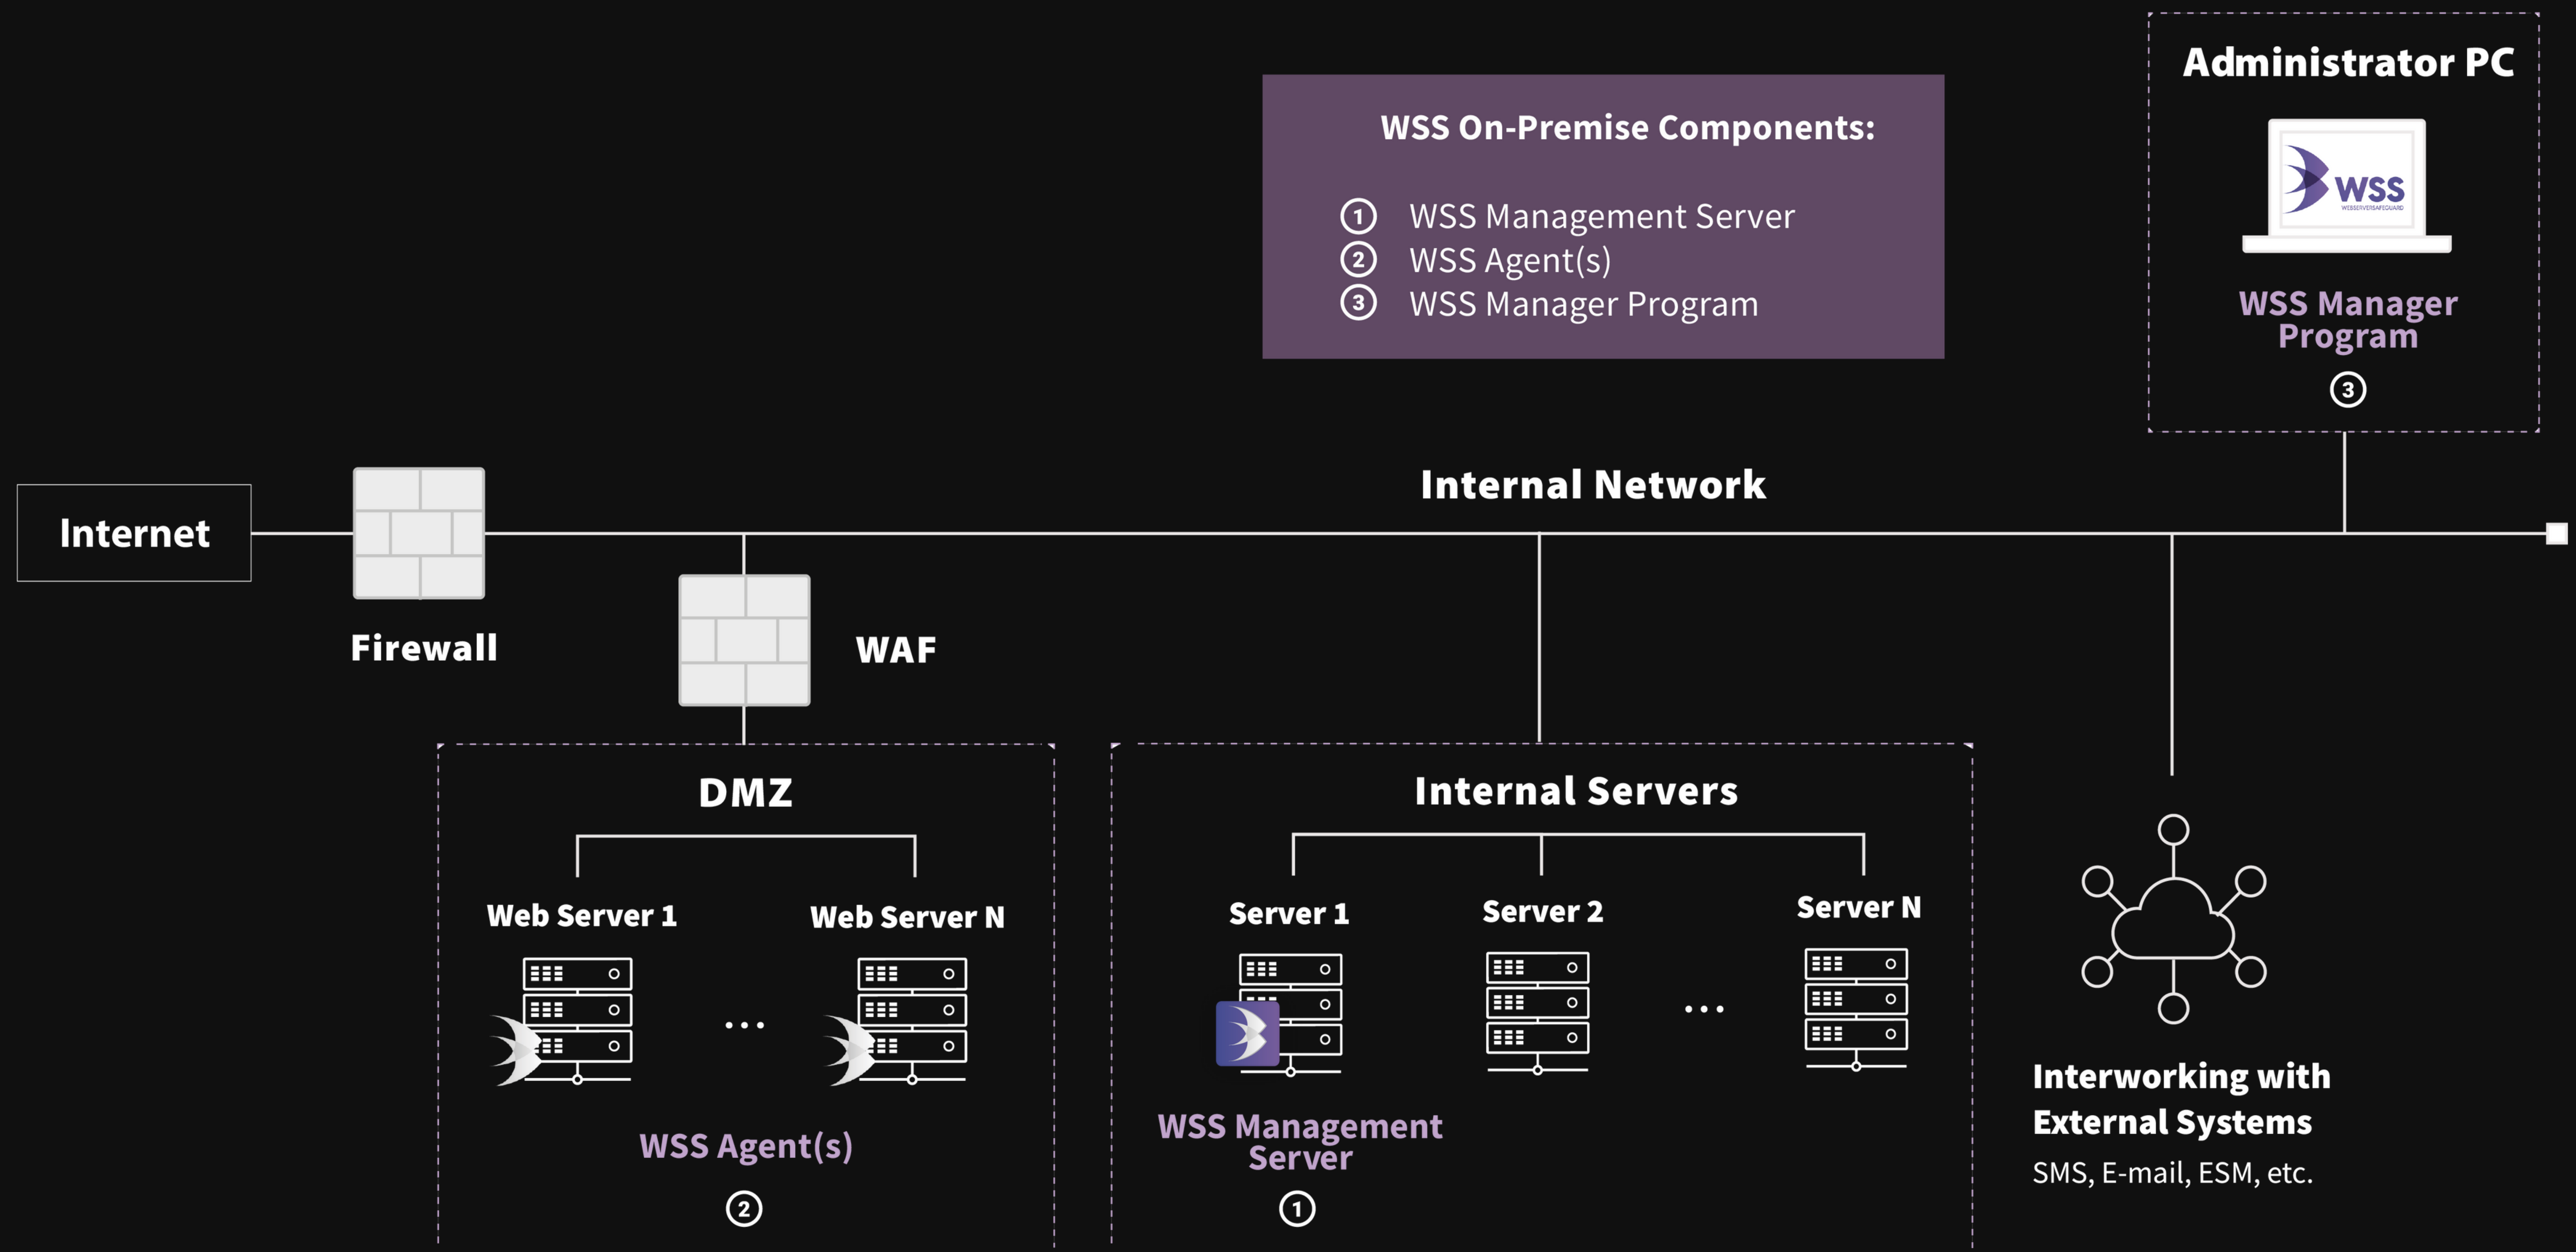 Administrator PC
WSS
WEBSERVERSAFEGUARD
WSS Manager
Program
3
WSS On-Premise Components:
1 WSS Management Server
2 WSS Agent(s)
3 WSS Manager Program
Internal Network
Internet
Firewall
WAF
DMZ
Web Server 1
Web Server N
...
WSS Agent(s)
2
Internal Servers
Server 1
Server 2
Server N
...
WSS Management
Server
1
Interworking with
External Systems
SMS, E-mail, ESM, etc.